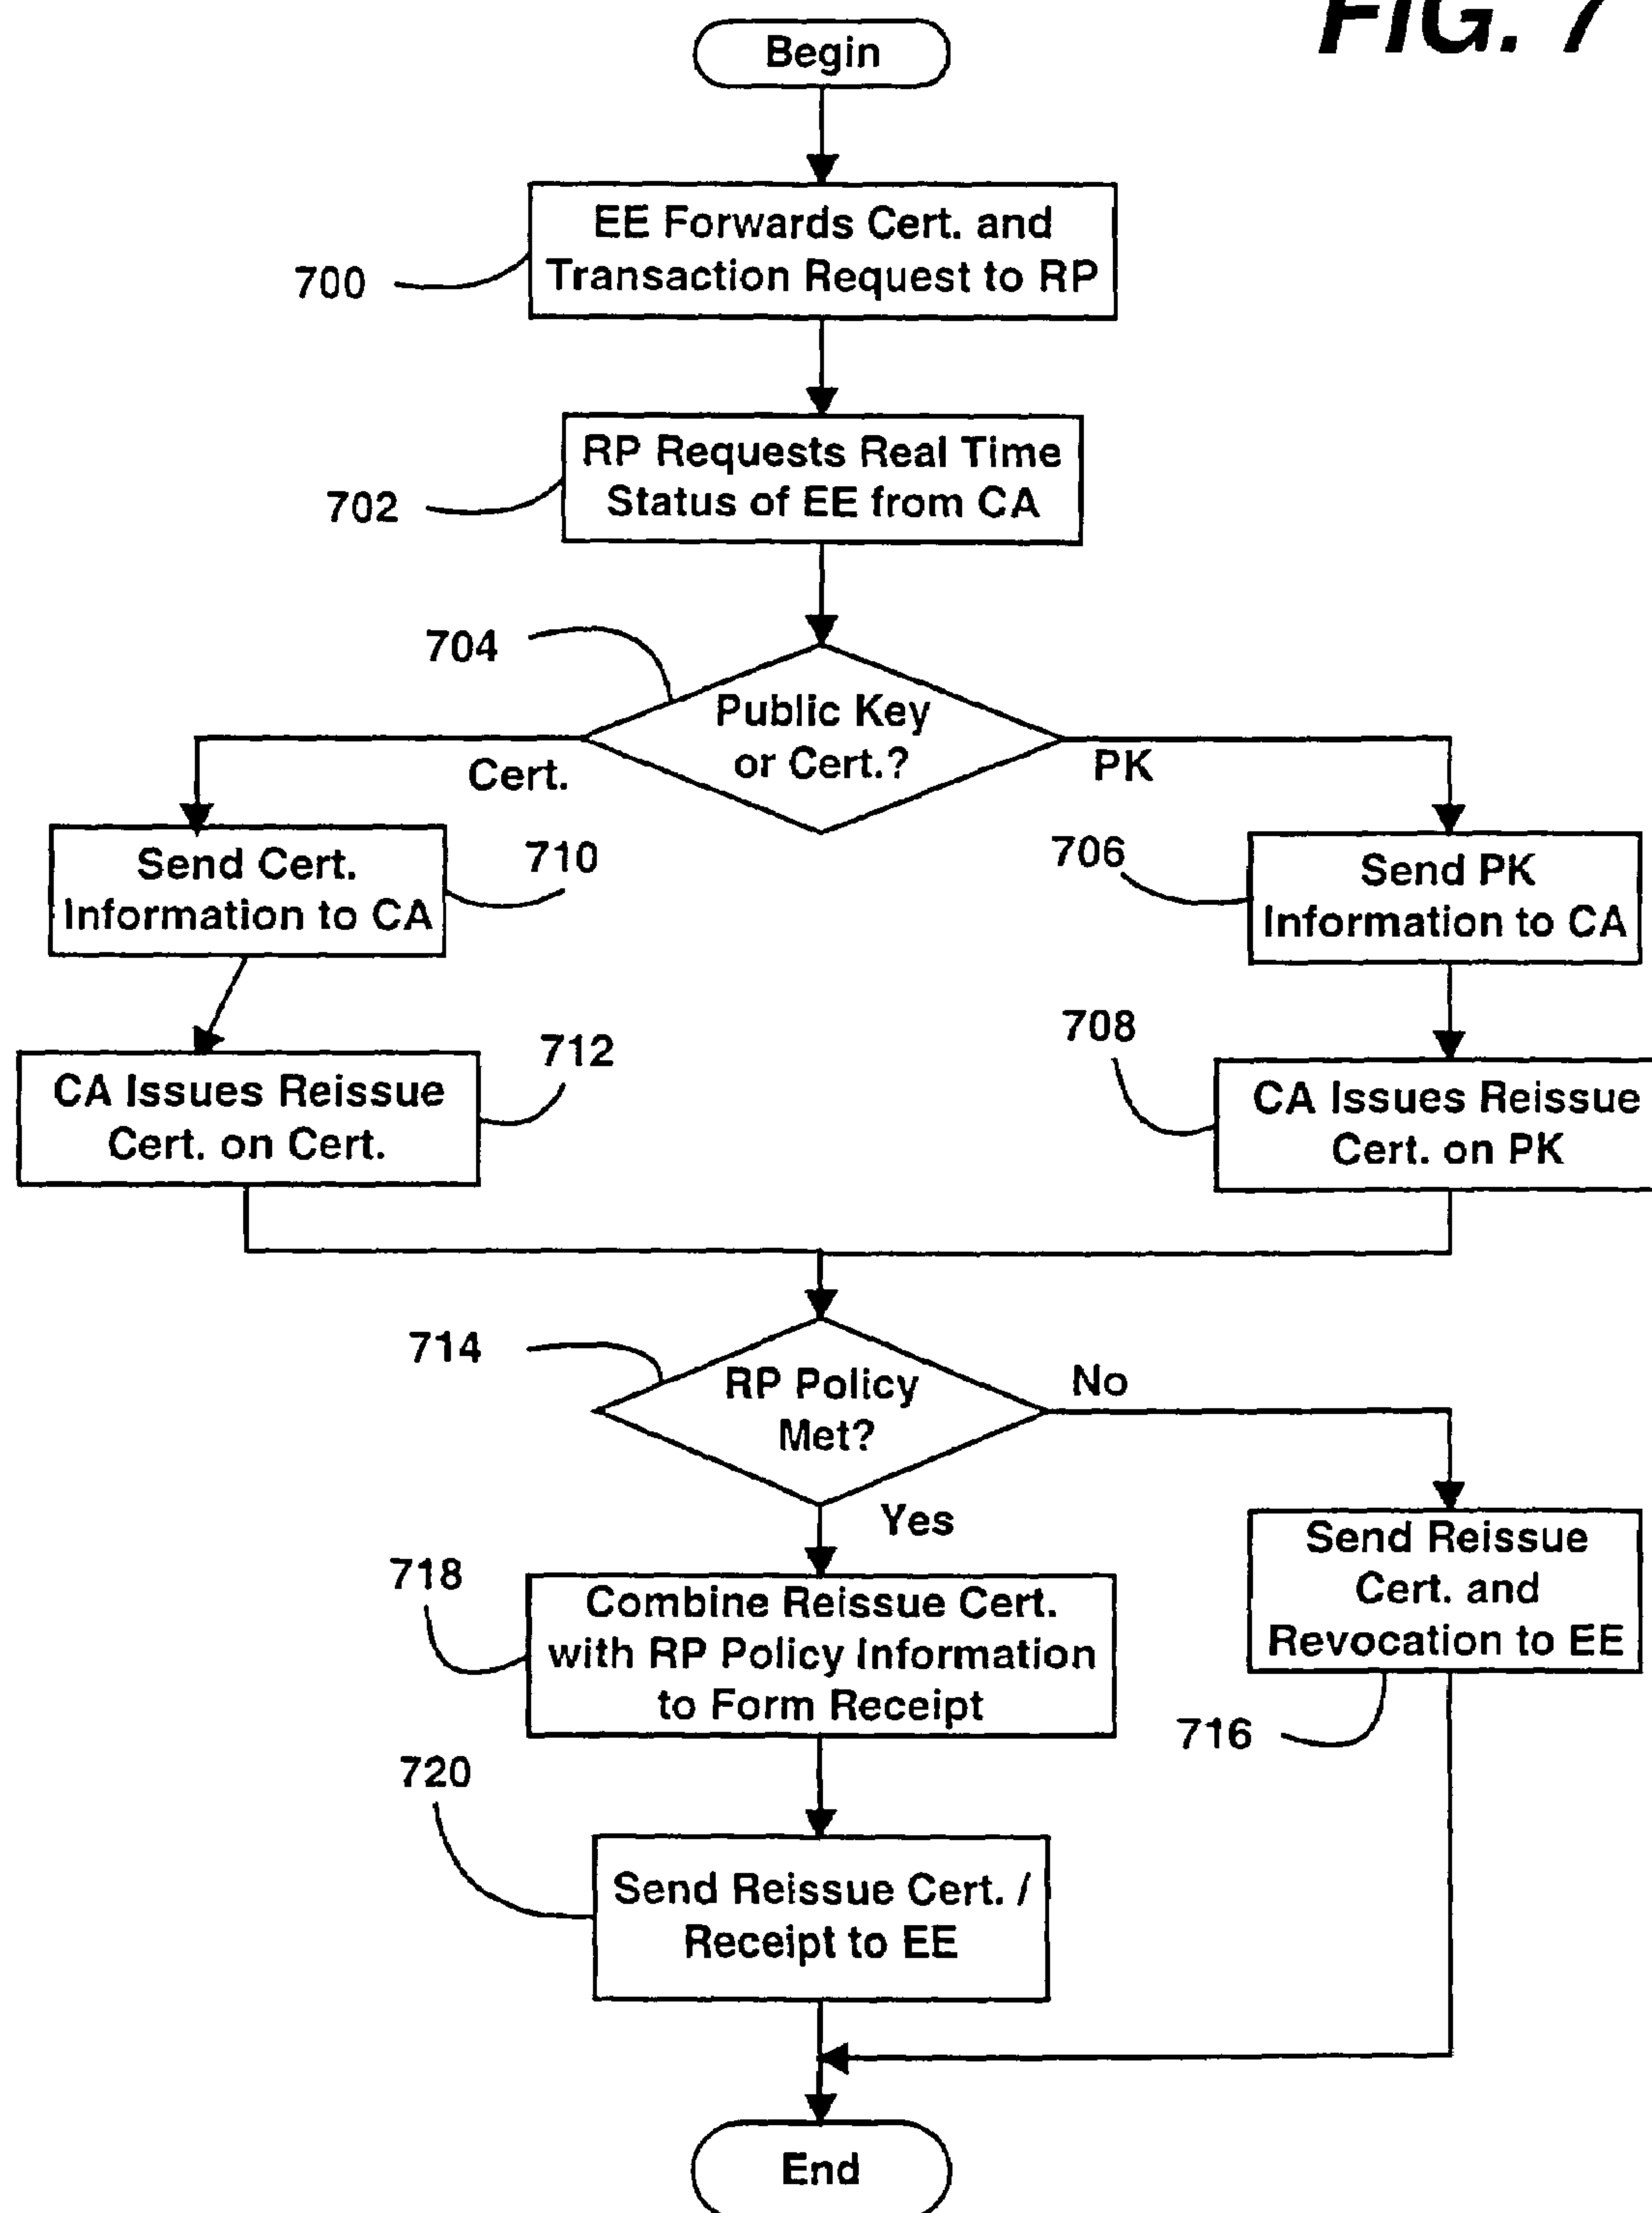 FIG. 7
Begin
EE Forwards Cert. and
Transaction Request to RP
700
RP Requests Real Time
Status of EE from CA
702
704
Public Key
or Cert.?
Cert.
PK
Send Cert.
Information to CA
710
706
Send PK
Information to CA
CA Issues Reissue
Cert. on Cert.
712
708
CA Issues Reissue
Cert. on PK
714
RP Policy
Met?
No
Yes
718
Combine Reissue Cert.
with RP Policy Information
to Form Receipt
Send Reissue
Cert. and
Revocation to EE
716
720
Send Reissue Cert. /
Receipt to EE
End